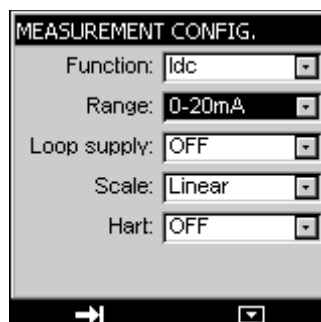 MEASUREMENT CONFIG.
Function: Idc
Range: 0-20mA
Loop supply: OFF
Scale: Linear
Hart: OFF